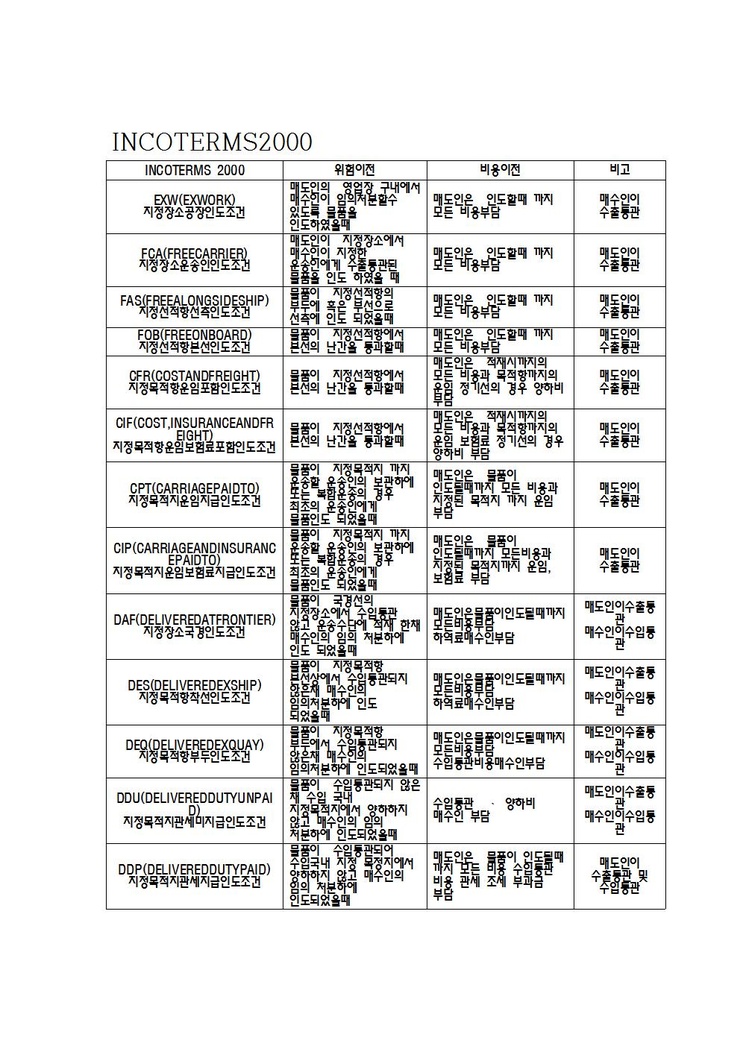 INCOTERMS2000
INCOTERMS 2000
위험이전
비용이전
비고
EXW(EXWORK)
지정장소공장인도조건
매도인의 영업장 구내에서
매수인이 임의처분할수
있도록 물품을
인도하였을때
매도인은 인도할때 까지
모든 비용부담
매수인이
수출통관
FCA(FREECARRIER)
지정장소운송인인도조건
매도인이 지정장소에서
매수인이 지정한
운송인에게 수출통관된
물품을 인도 하였을 때
매도인은 인도할때 까지
모든 비용부담
매도인이
수출통관
FAS(FREEALONGSIDESHIP)
지정선적항선측인도조건
물품이 지정선적항의
부두에 혹은 부선으로
선측에 인도 되었을때
매도인은 인도할때 까지
모든 비용부담
매도인이
수출통관
FOB(FREEONBOARD)
지정선적항본선인도조건
물품이 지정선적항에서
본선의 난간을 통과할때
매도인은 인도할때 까지
모든 비용부담
매도인이
수출통관
CFR(COSTANDFREIGHT)
지정목적항운임포함인도조건
물품이 지정선적항에서
본선의 난간을 통과할때
매도인은 적재시까지의
모든 비용과 목적항까지의
운임 정기선의 경우 양하비
부담
매도인이
수출통관
CIF(COST,INSURANCEANDFR
EIGHT)
지정목적항운임보험료포함인도조건
물품이 지정선적항에서
본선의 난간을 통과할때
매도인은 적재시까지의
모든 비용과 목적항까지의
운임 보험료 정기선의 경우
양하비 부담
매도인이
수출통관
CPT(CARRIAGEPAIDTO)
지정목적지운임지급인도조건
물품이 지정목적지 까지
운송할 운송인의 보관하에
또는 복합운송의 경우
최초의 운송인에게
물품인도 되었을때
매도인은 물품이
인도될때까지 모든 비용과
지정된 목적지 까지 운임
부담
매도인이
수출통관
CIP(CARRIAGEANDINSURANC
EPAIDTO)
지정목적지운임보험료지급인도조건
물품이 지정목적지 까지
운송할 운송인의 보관하에
또는 복합운송의 경우
최초의 운송인에게
물품인도 되었을때
매도인은 물품이
인도될때까지 모든비용과
지정된 목적지까지 운임,
보험료 부담
매도인이
수출통관
DAF(DELIVEREDATFRONTIER)
지정장소국경인도조건
물품이 국경선의
지정장소에서 수입통관
않고 운송수단에 적재 한채
매수인의 임의 처분하에
인도 되었을때
매도인은물품이인도될때까지
모든비용부담
하역료매수인부담
매도인이수출통
관
매수인이수입통
관
DES(DELIVEREDEXSHIP)
지정목적항착선인도조건
물품이 지정목적항
본선상에서 수입통관되지
않은채 매수인의
임의처분하에 인도
되었을때
매도인은물품이인도될때까지
모든비용부담
하역료매수인부담
매도인이수출통
관
매수인이수입통
관
DEQ(DELIVEREDEXQUAY)
지정목적항부두인도조건
물품이 지정목적항
부두에서 수입통관되지
않은채 매수인의
임의처분하에 인도되었을때
매도인은물품이인도될때까지
모든비용부담
수입통관비용매수인부담
매도인이수출통
관
매수인이수입통
관
DDU(DELIVEREDDUTYUNPAI
D)
지정목적지관세미지급인도조건
물품이 수입통관되지 않은
채 수입 국내
지정목적지에서 양하하지
않고 매수인의 임의
처분하에 인도되었을때
수입통관 · 양하비
매수인 부담
매도인이수출통
관
매수인이수입통
관
DDP(DELIVEREDDUTYPAID)
지정목적지관세지급인도조건
물품이 수입통관되어
수입국내 지정 목정지에서
양하하지 않고 매수인의
임의 처분하에
인도되었을때
매도인은 물품이 인도될때
까지 모든 비용 수입통관
비용 관세 조세 부과금
부담
매도인이
수출통관 및
수입통관